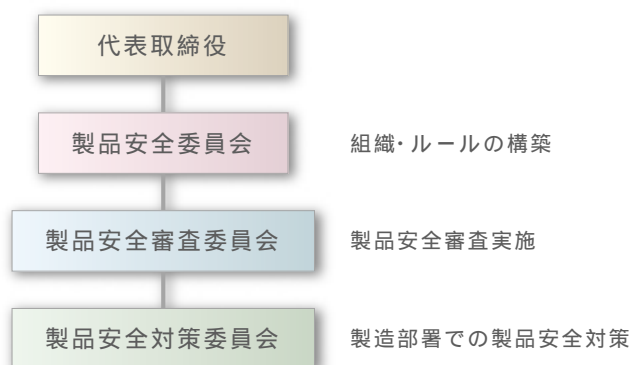 代表取締役
製品安全委員会
組織・ルールの構築
製品安全審査委員会
製品安全審査実施
製品安全対策委員会
製造部署での製品安全対策